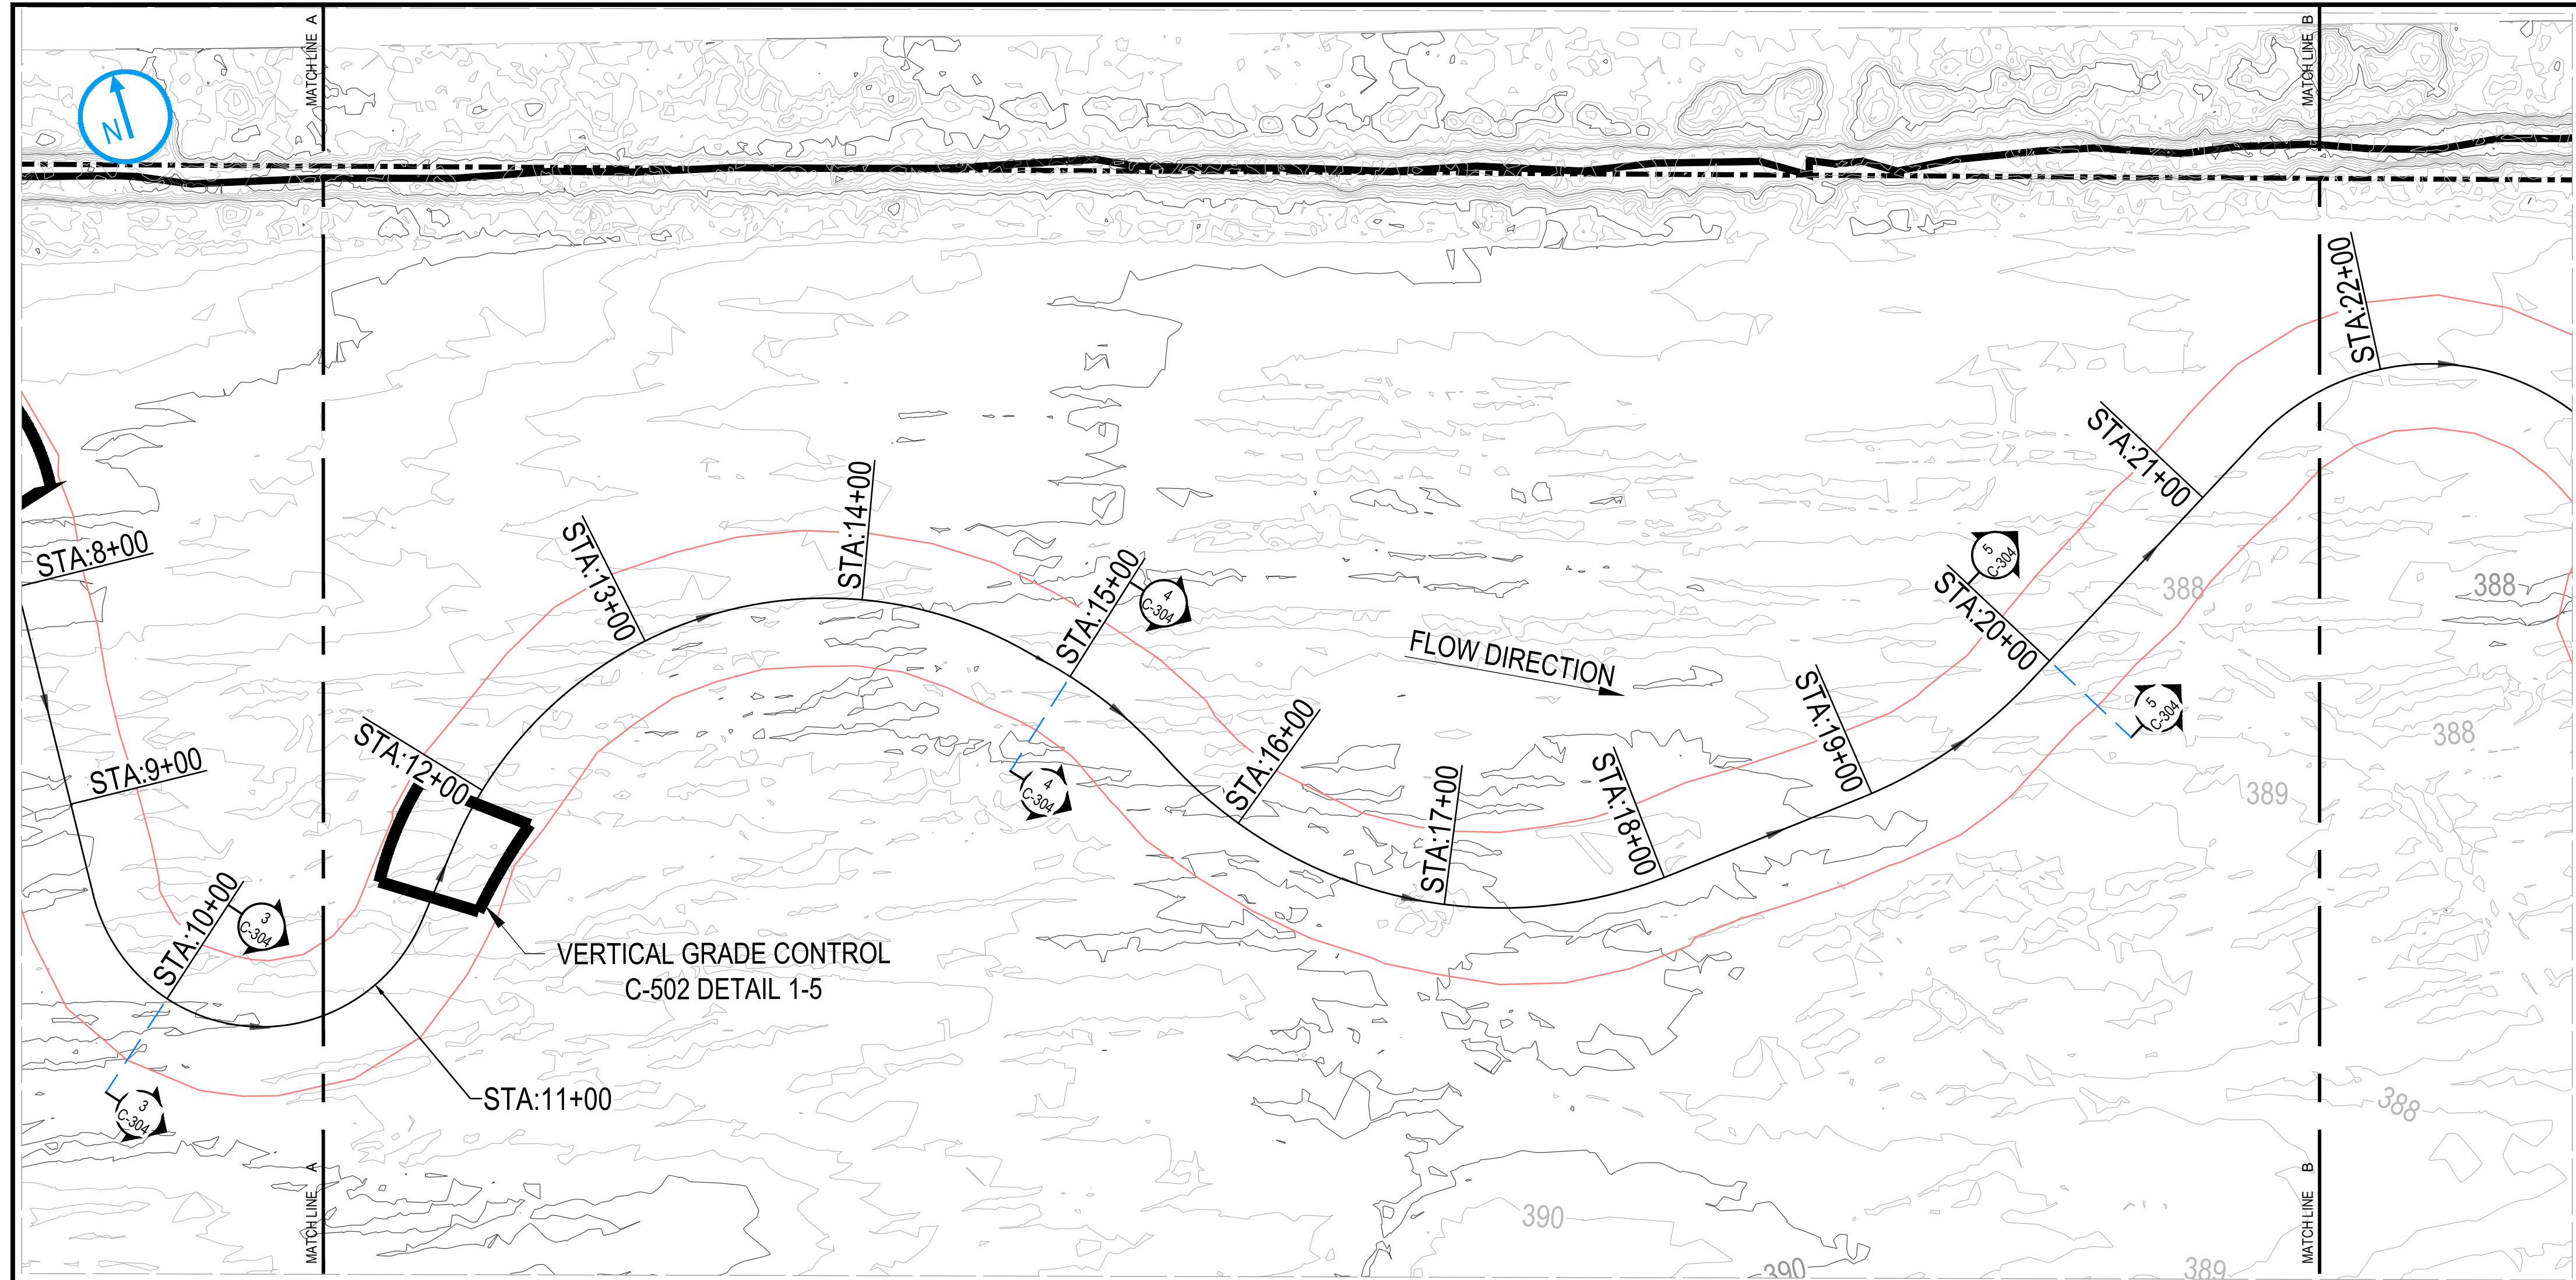 MATCH LINE A
MATCH LINE B
N
STA:22+00
STA:21+00
STA:14+00
STA:13+00
STA:8+00
STA:15+00
4
C-304
5
C-304
STA:20+00
388
388
FLOW DIRECTION
STA:19+00
STA:16+00
5
C-304
388
STA:12+00
STA:9+00
STA:18+00
STA:17+00
4
C-304
389
STA:10+00
3
C-304
VERTICAL GRADE CONTROL
C-502 DETAIL 1-5
STA:11+00
3
C-304
388
MATCH LINE A
MATCH LINE B
390
390
389